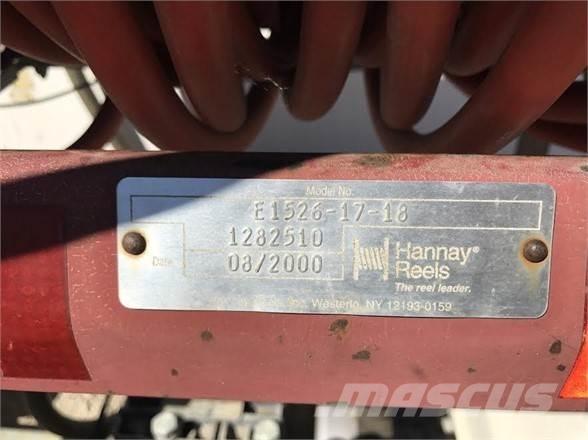 Model No.
E1526-17-18
1282510
Date 08/2000
Hannay®
Reels
The reel leader.
Inc., Westerlo, NY 12193-0159
MASCUS